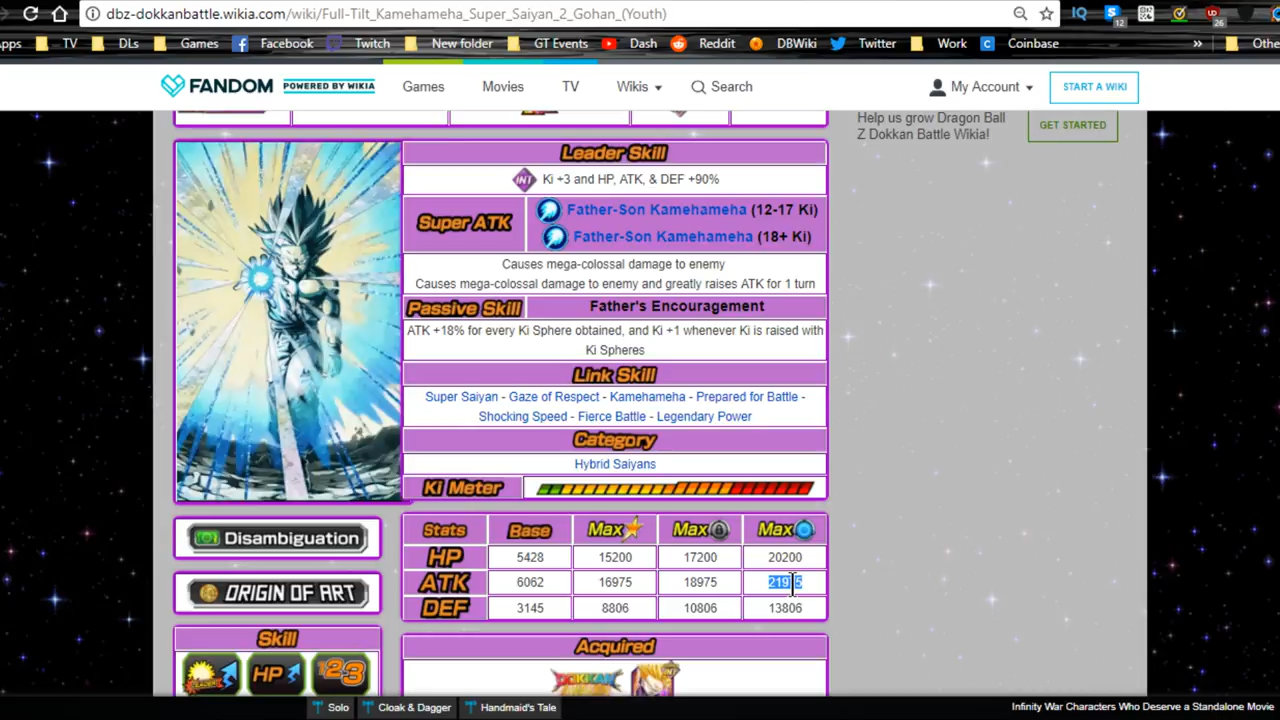 dbz-dokkanbattle.wikia.com/wiki/Full-Tilt_Kamehameha_Super_Saiyan_2_Gohan_(Youth)
12
26
Apps TV DLs Games Facebook Twitch New folder GT Events Dash Reddit DBWiki Twitter Work Coinbase » Othe
FANDOM POWERED BY WIKIA Games Movies TV Wikis Search My Account START A WIKI
Help us grow Dragon Ball
Z Dokkan Battle Wikia!
GET STARTED
Leader Skill
INT Ki +3 and HP, ATK, & DEF +90%
Super ATK
Father-Son Kamehameha (12-17 Ki)
Father-Son Kamehameha (18+ Ki)
Causes mega-colossal damage to enemy
Causes mega-colossal damage to enemy and greatly raises ATK for 1 turn
Passive Skill Father's Encouragement
ATK +18% for every Ki Sphere obtained, and Ki +1 whenever Ki is raised with
Ki Spheres
Link Skill
Super Saiyan - Gaze of Respect - Kamehameha - Prepared for Battle -
Shocking Speed - Fierce Battle - Legendary Power
Category
Hybrid Saiyans
Ki Meter
Disambiguation
ORIGIN OF ART
Stats Base Max Max Max
HP 5428 15200 17200 20200
ATK 6062 16975 18975 21975
DEF 3145 8806 10806 13806
Skill
HP
123
Acquired
DOKKAN
INT
Solo Cloak & Dagger Handmaid's Tale Infinity War Characters Who Deserve a Standalone Movie